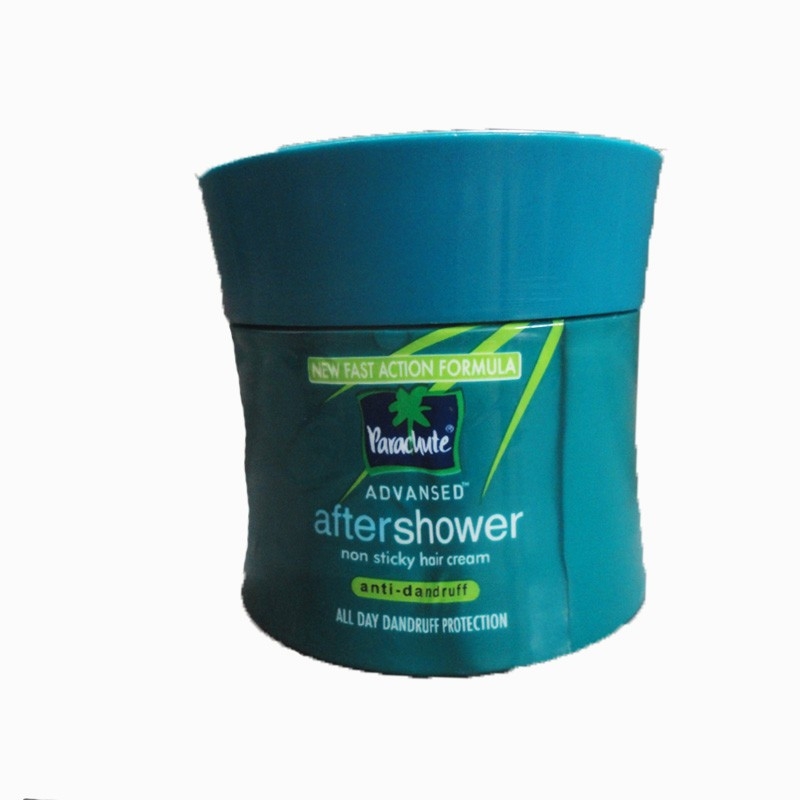 NEW FAST ACTION FORMULA
Parachute®
ADVANSED™
aftershower
non sticky hair cream
anti-dandruff
ALL DAY DANDRUFF PROTECTION